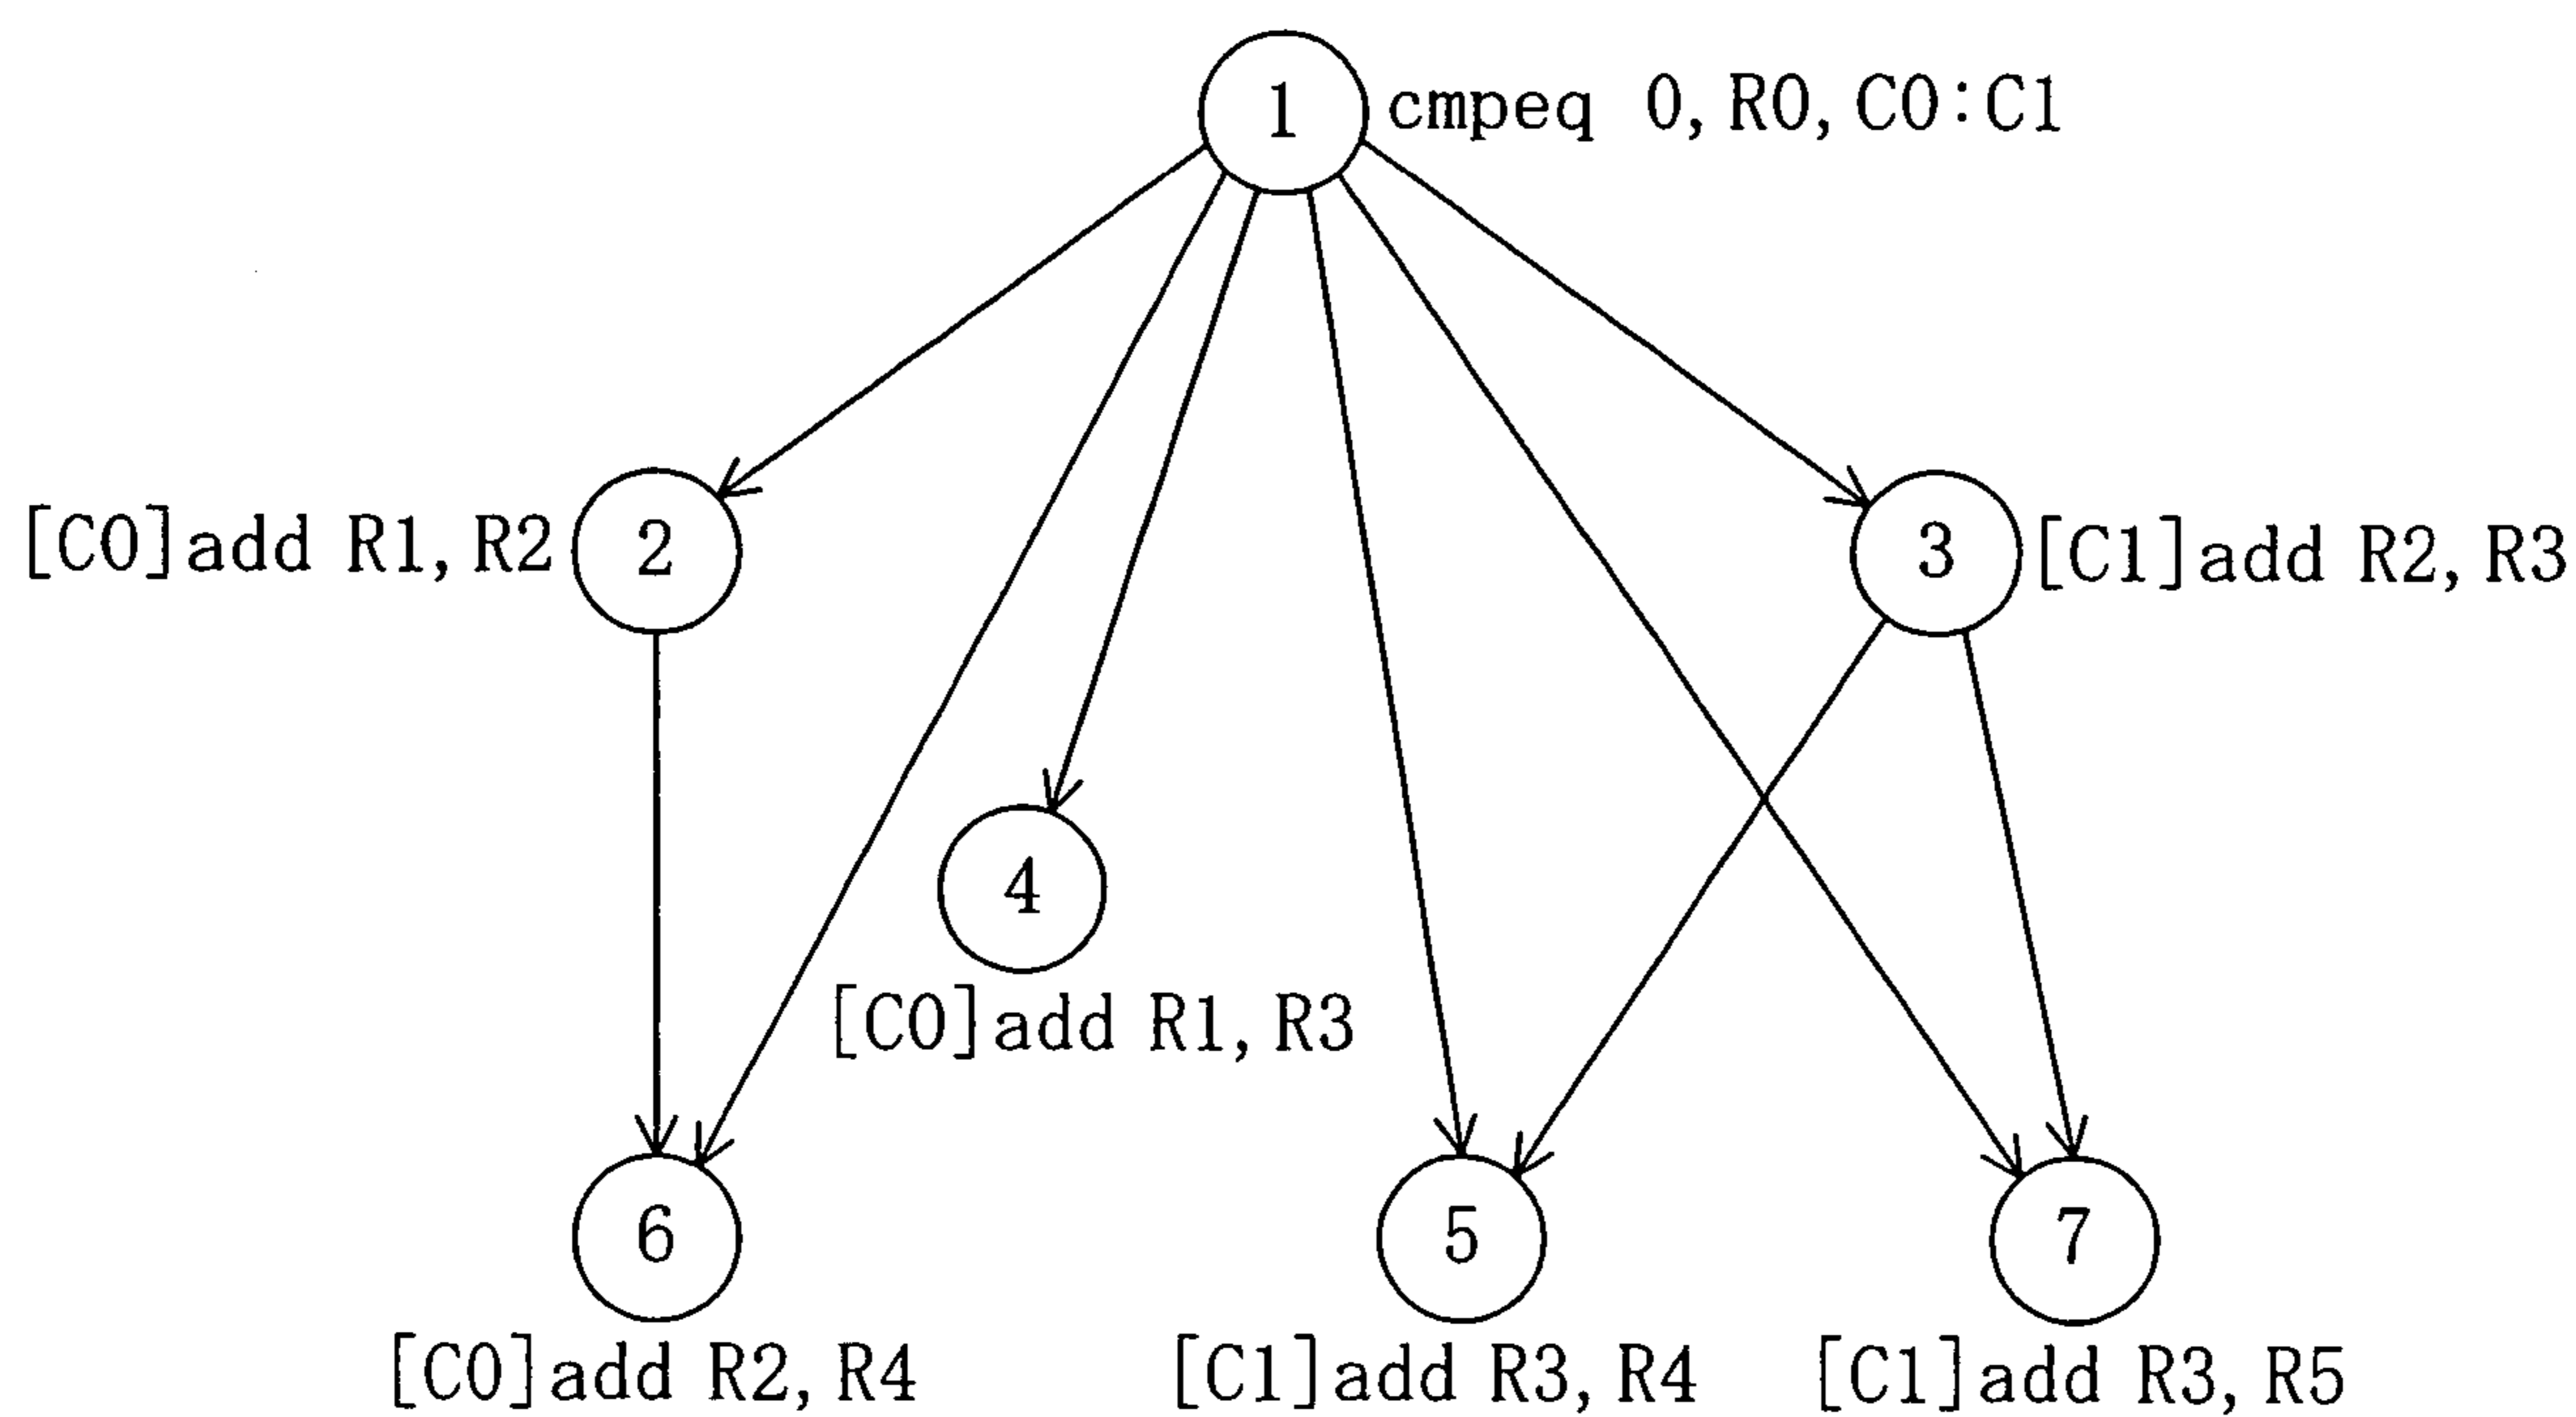 1 cmpeq 0, R0, C0:C1
[C0]add R1, R2 2
3 [C1]add R2, R3
4
[C0]add R1, R3
6 5 7
[C0]add R2, R4 [C1]add R3, R4 [C1]add R3, R5